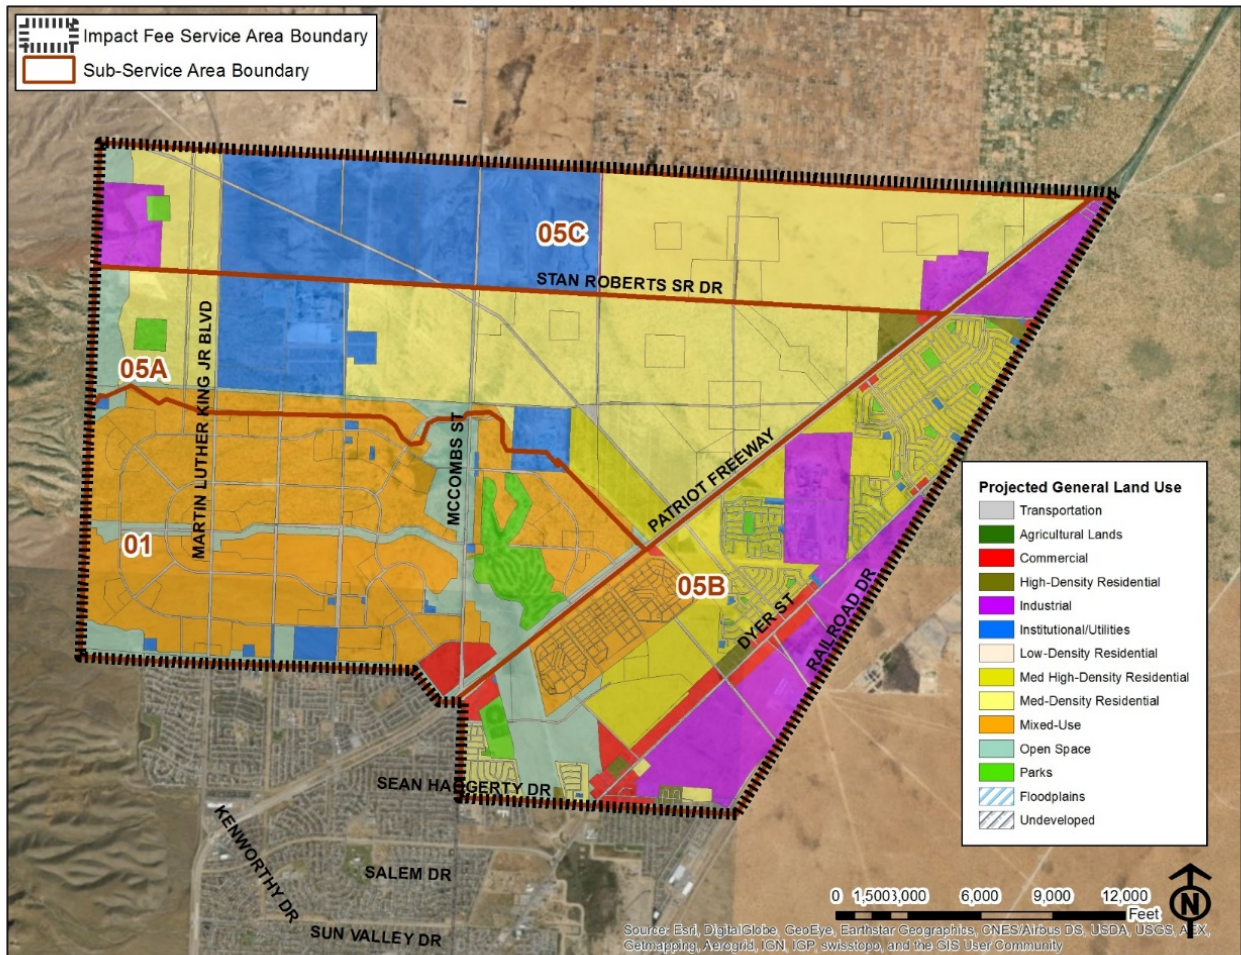 Impact Fee Service Area Boundary
Sub-Service Area Boundary
05C
STAN ROBERTS SR DR
05A
MARTIN LUTHER KING JR BLVD
MCCOMBS ST
PATRIOT FREEWAY
01
05B
DYER ST
RAILROAD DR
SEAN HAGGERTY DR
KENWORTHY DR
SALEM DR
SUN VALLEY DR
Projected General Land Use
Transportation
Agricultural Lands
Commercial
High-Density Residential
Industrial
Institutional/Utilities
Low-Density Residential
Med High-Density Residential
Med-Density Residential
Mixed-Use
Open Space
Parks
Floodplains
Undeveloped
0 1,500 3,000 6,000 9,000 12,000
Feet
N
Source: Esri, DigitalGlobe, GeoEye, Earthstar Geographics, CNES/Airbus DS, USDA, USGS, AEX,
Getmapping, Aerogrid, IGN, IGP, swisstopo, and the GIS User Community